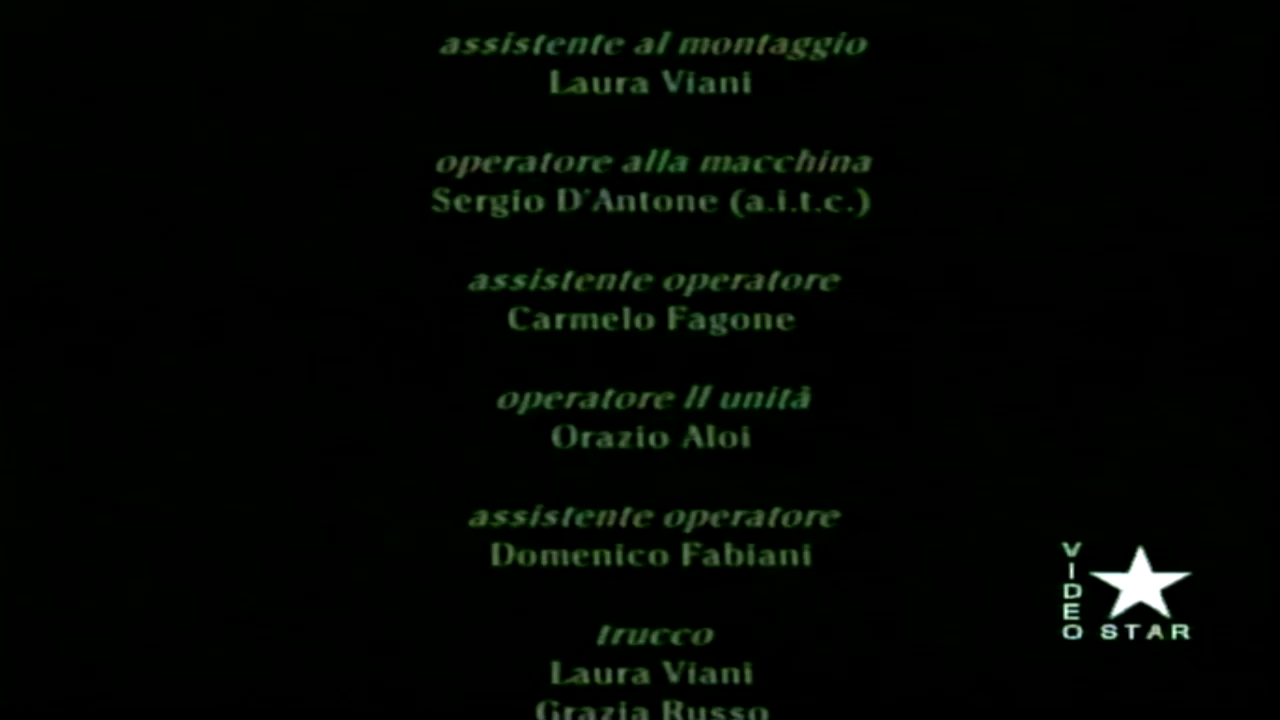 assistente al montaggio
Laura Viani
operatore alla macchina
Sergio D'Antone (a.i.t.c.)
assistente operatore
Carmelo Fagone
operatore II unità
Orazio Aloi
assistente operatore
Domenico Fabiani
trucco
Laura Viani
Grazia Russo
VIDEO
STAR